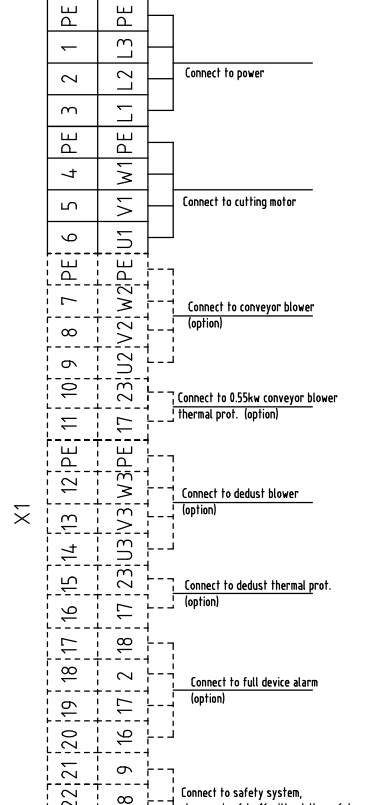 PE PE
1 L3
2 L2
3 L1
Connect to power
PE PE
4 W1
5 V1
6 U1
Connect to cutting motor
PE PE
7 W2
8 V2
9 U2
Connect to conveyor blower
(option)
10 23
11 17
Connect to 0.55kw conveyor blower
thermal prot. (option)
PE PE
12 W3
13 V3
14 U3
Connect to dedust blower
(option)
X1
15 23
16 17
Connect to dedust thermal prot.
(option)
17 18
18 2
19 17
20 16
Connect to full device alarm
(option)
21 9
22 8
Connect to safety system,